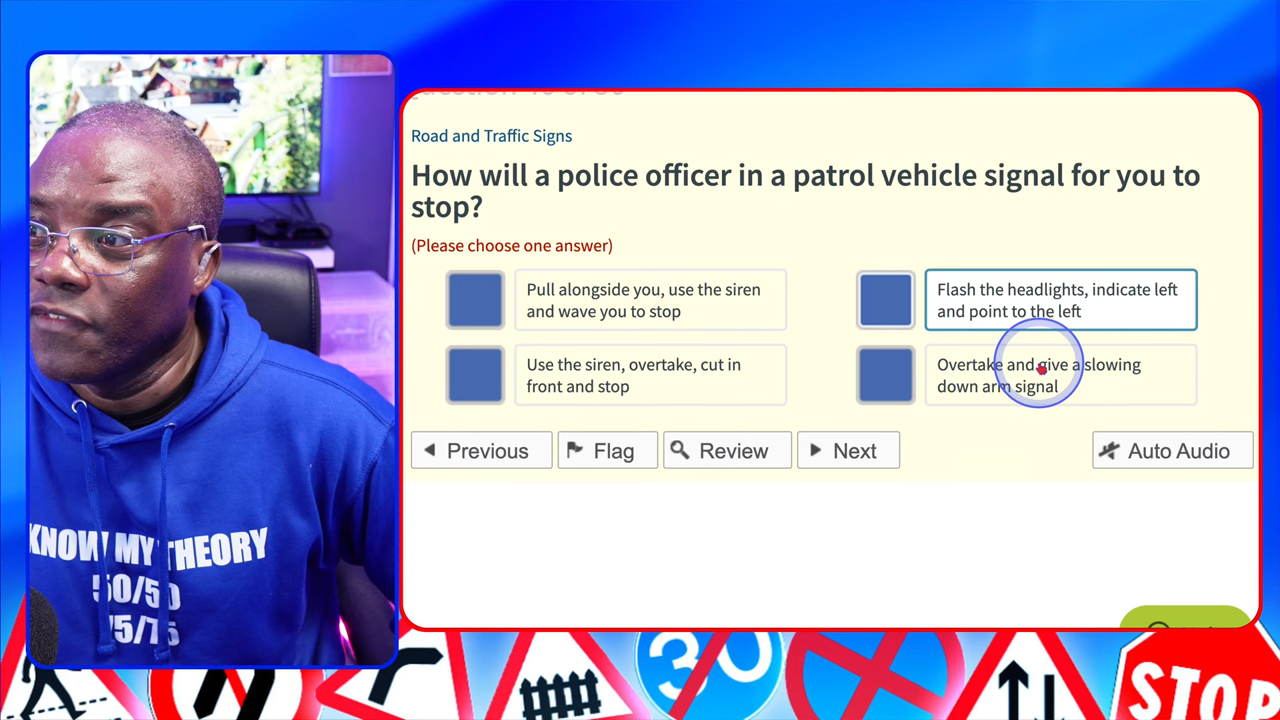 Road and Traffic Signs
How will a police officer in a patrol vehicle signal for you to
stop?
(Please choose one answer)
Pull alongside you, use the siren
and wave you to stop
Flash the headlights, indicate left
and point to the left
Use the siren, overtake, cut in
front and stop
Overtake and give a slowing
down arm signal
Previous
Flag
Review
Next
Auto Audio
KNOW MY THEORY
50/50
75/75
30
STOP